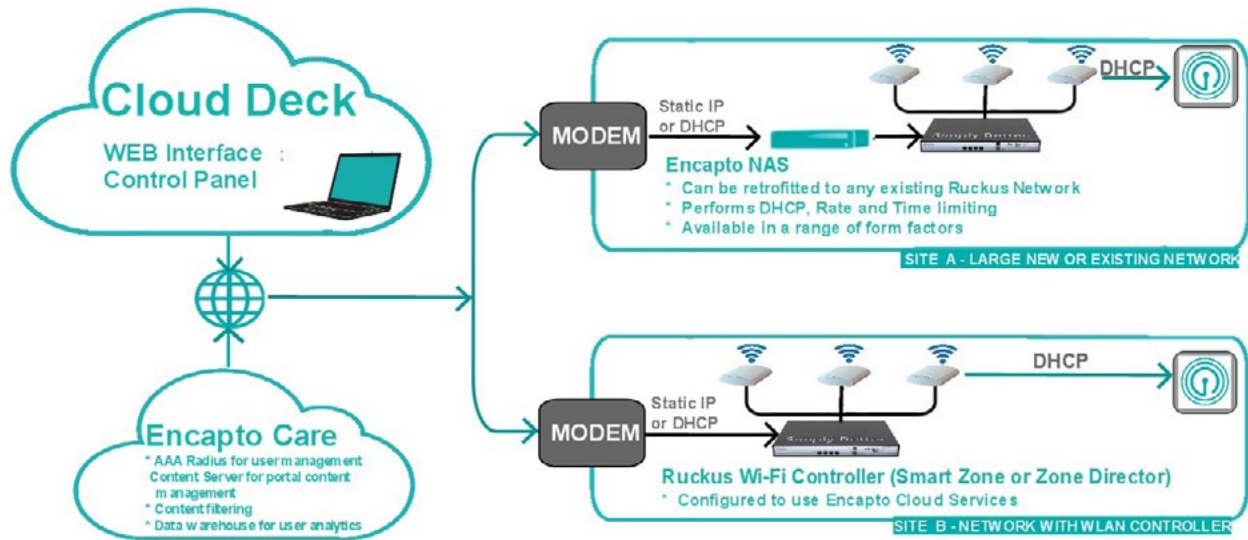 Cloud Deck
WEB Interface :
Control Panel
Encapto Care
* AAA Radius for user management
Content Server for portal content
management
* Content filtering
* Data warehouse for user analytics
MODEM
Static IP
or DHCP
DHCP
Simply Better
Encapto NAS
* Can be retrofitted to any existing Ruckus Network
* Performs DHCP, Rate and Time limiting
* Available in a range of form factors
SITE A - LARGE NEW OR EXISTING NETWORK
MODEM
Static IP
or DHCP
DHCP
Simply Better
Ruckus Wi-Fi Controller (Smart Zone or Zone Director)
* Configured to use Encapto Cloud Services
SITE B - NETWORK WITH WLAN CONTROLLER